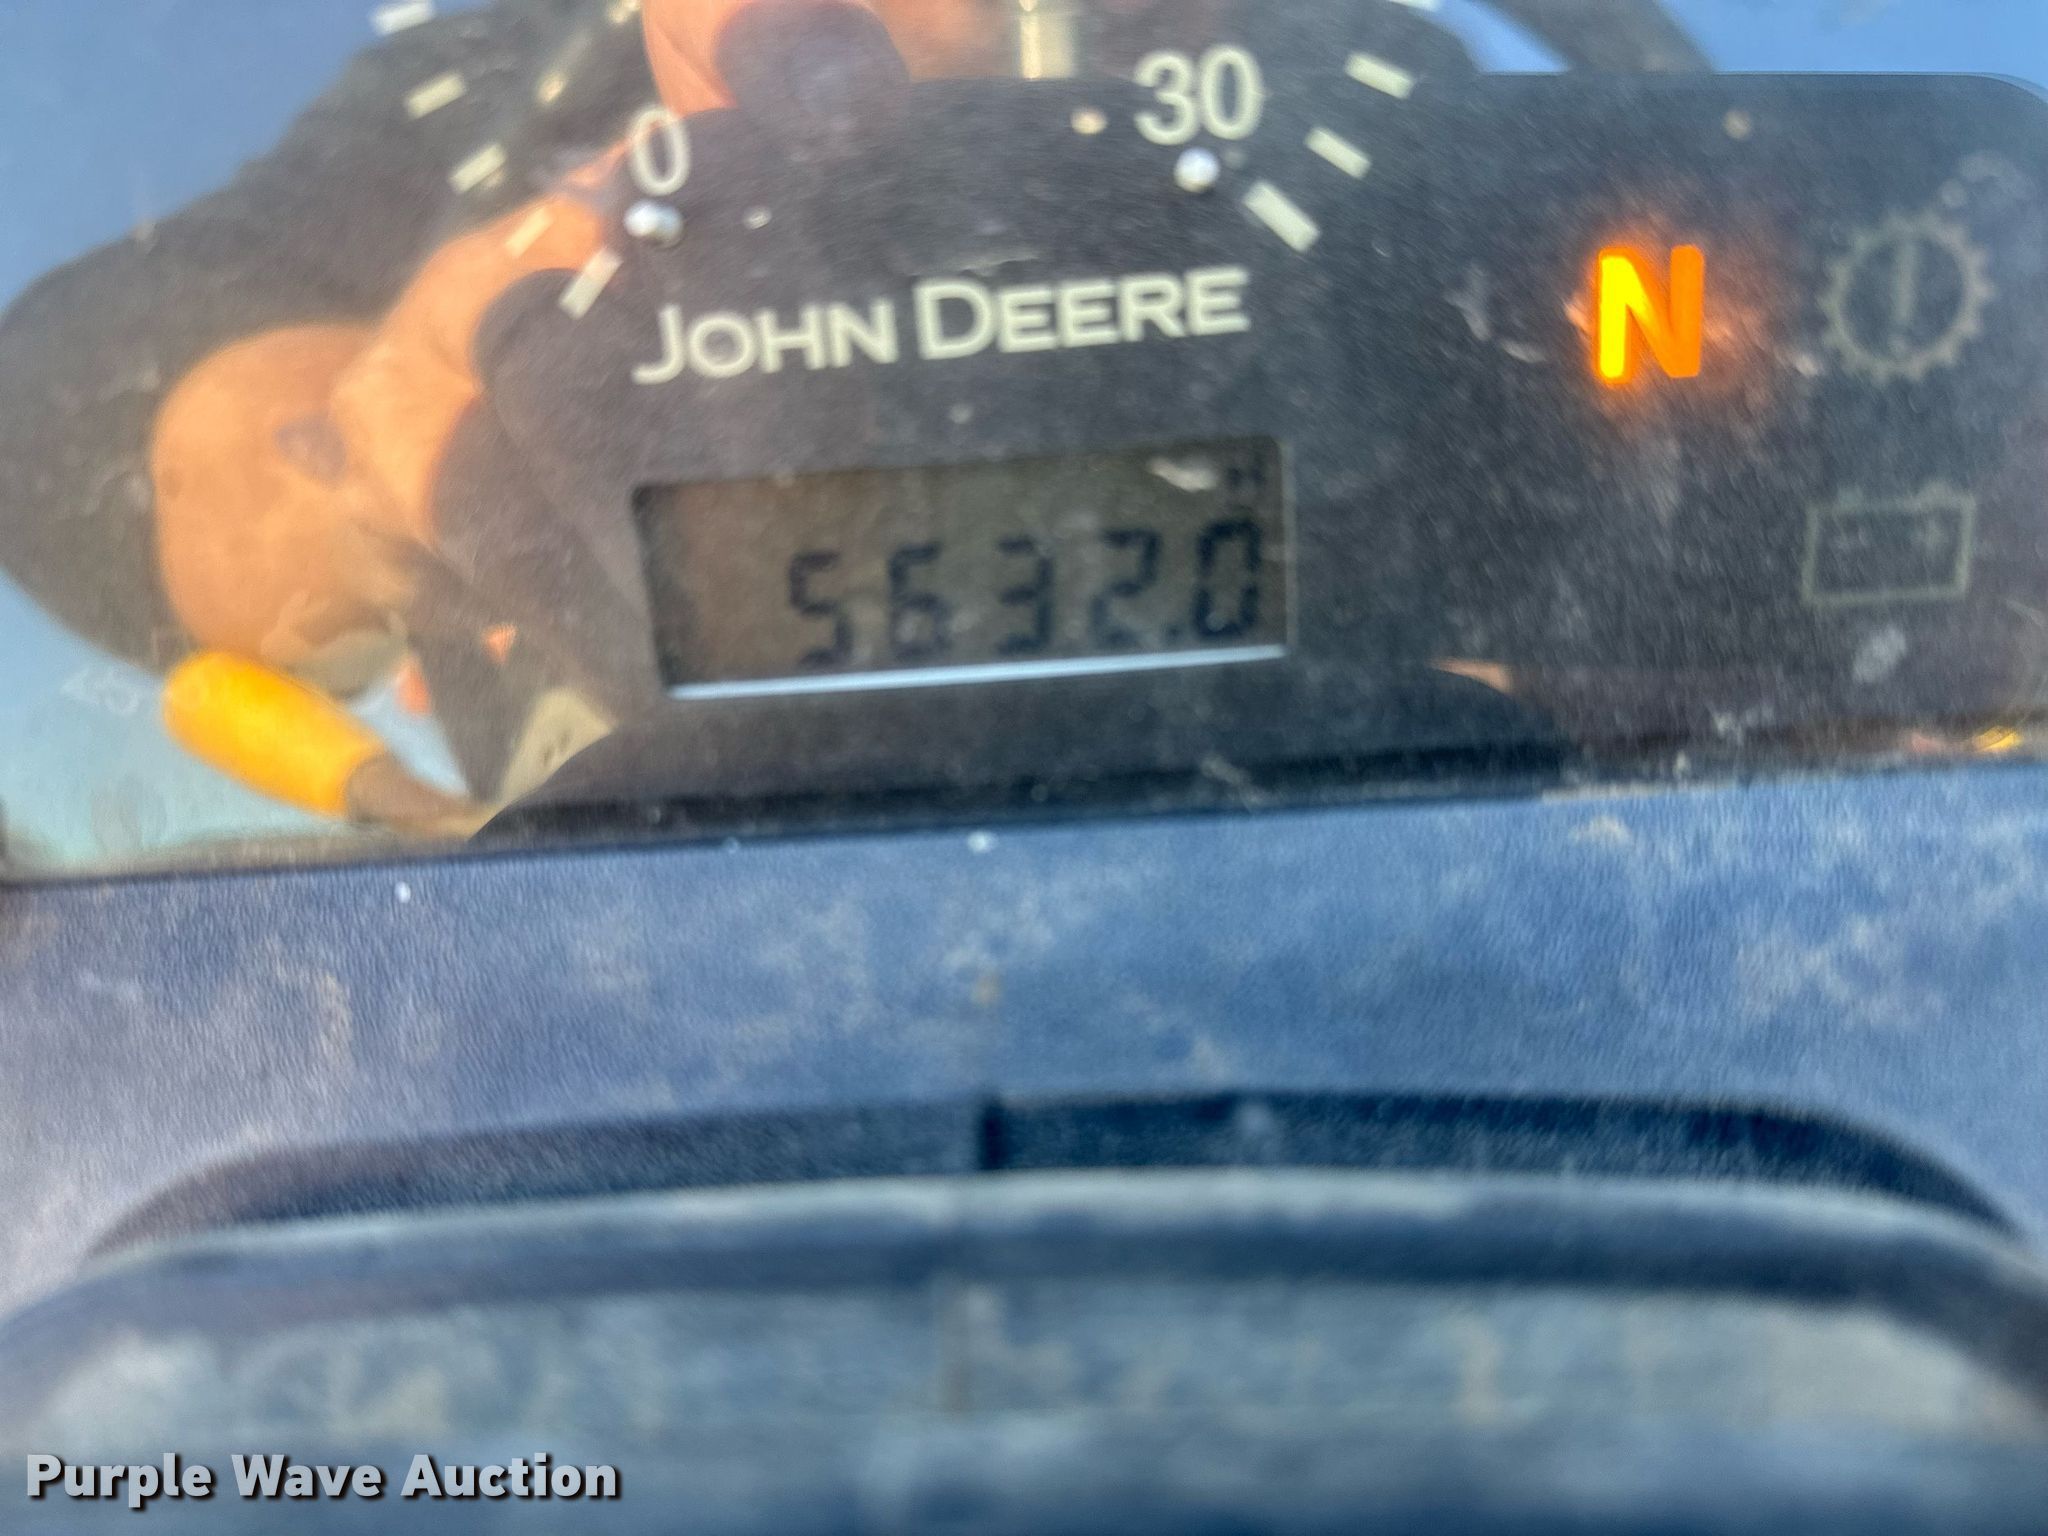 0
30
JOHN DEERE
N
H
5632.0
Purple Wave Auction